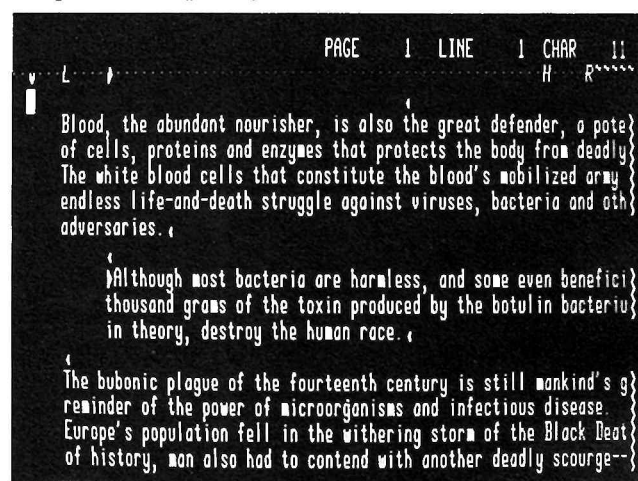 PAGE 1 LINE 1 CHAR 11
L H R
Blood, the abundant nourisher, is also the great defender, a pote
of cells, proteins and enzymes that protects the body from deadly
The white blood cells that constitute the blood's mobilized army
endless life-and-death struggle against viruses, bacteria and oth
adversaries.
Although most bacteria are harmless, and some even benefici
thousand grams of the toxin produced by the botulin bacteriu
in theory, destroy the human race.
The bubonic plague of the fourteenth century is still mankind's g
reminder of the power of microorganisms and infectious disease.
Europe's population fell in the withering storm of the Black Deat
of history, man also had to contend with another deadly scourge--